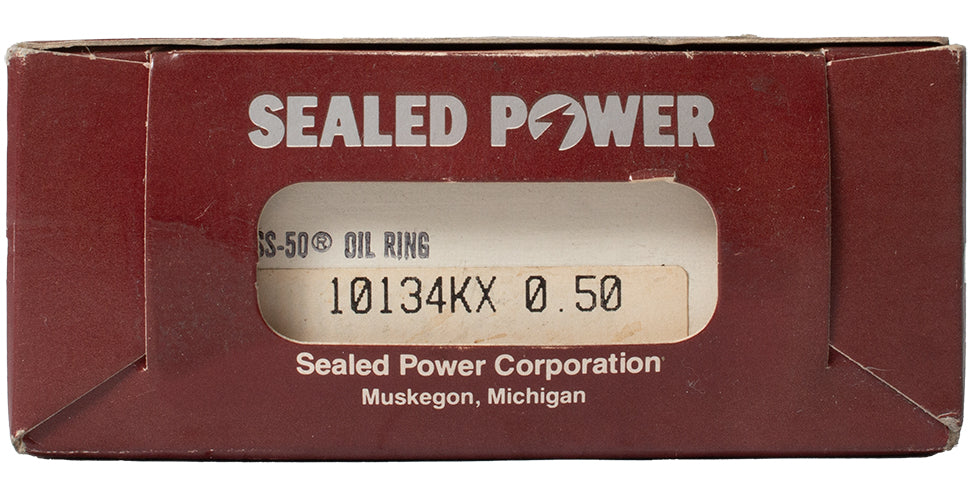 SEALED POWER
SS-50® OIL RING
10134KX 0.50
Sealed Power Corporation
Muskegon, Michigan